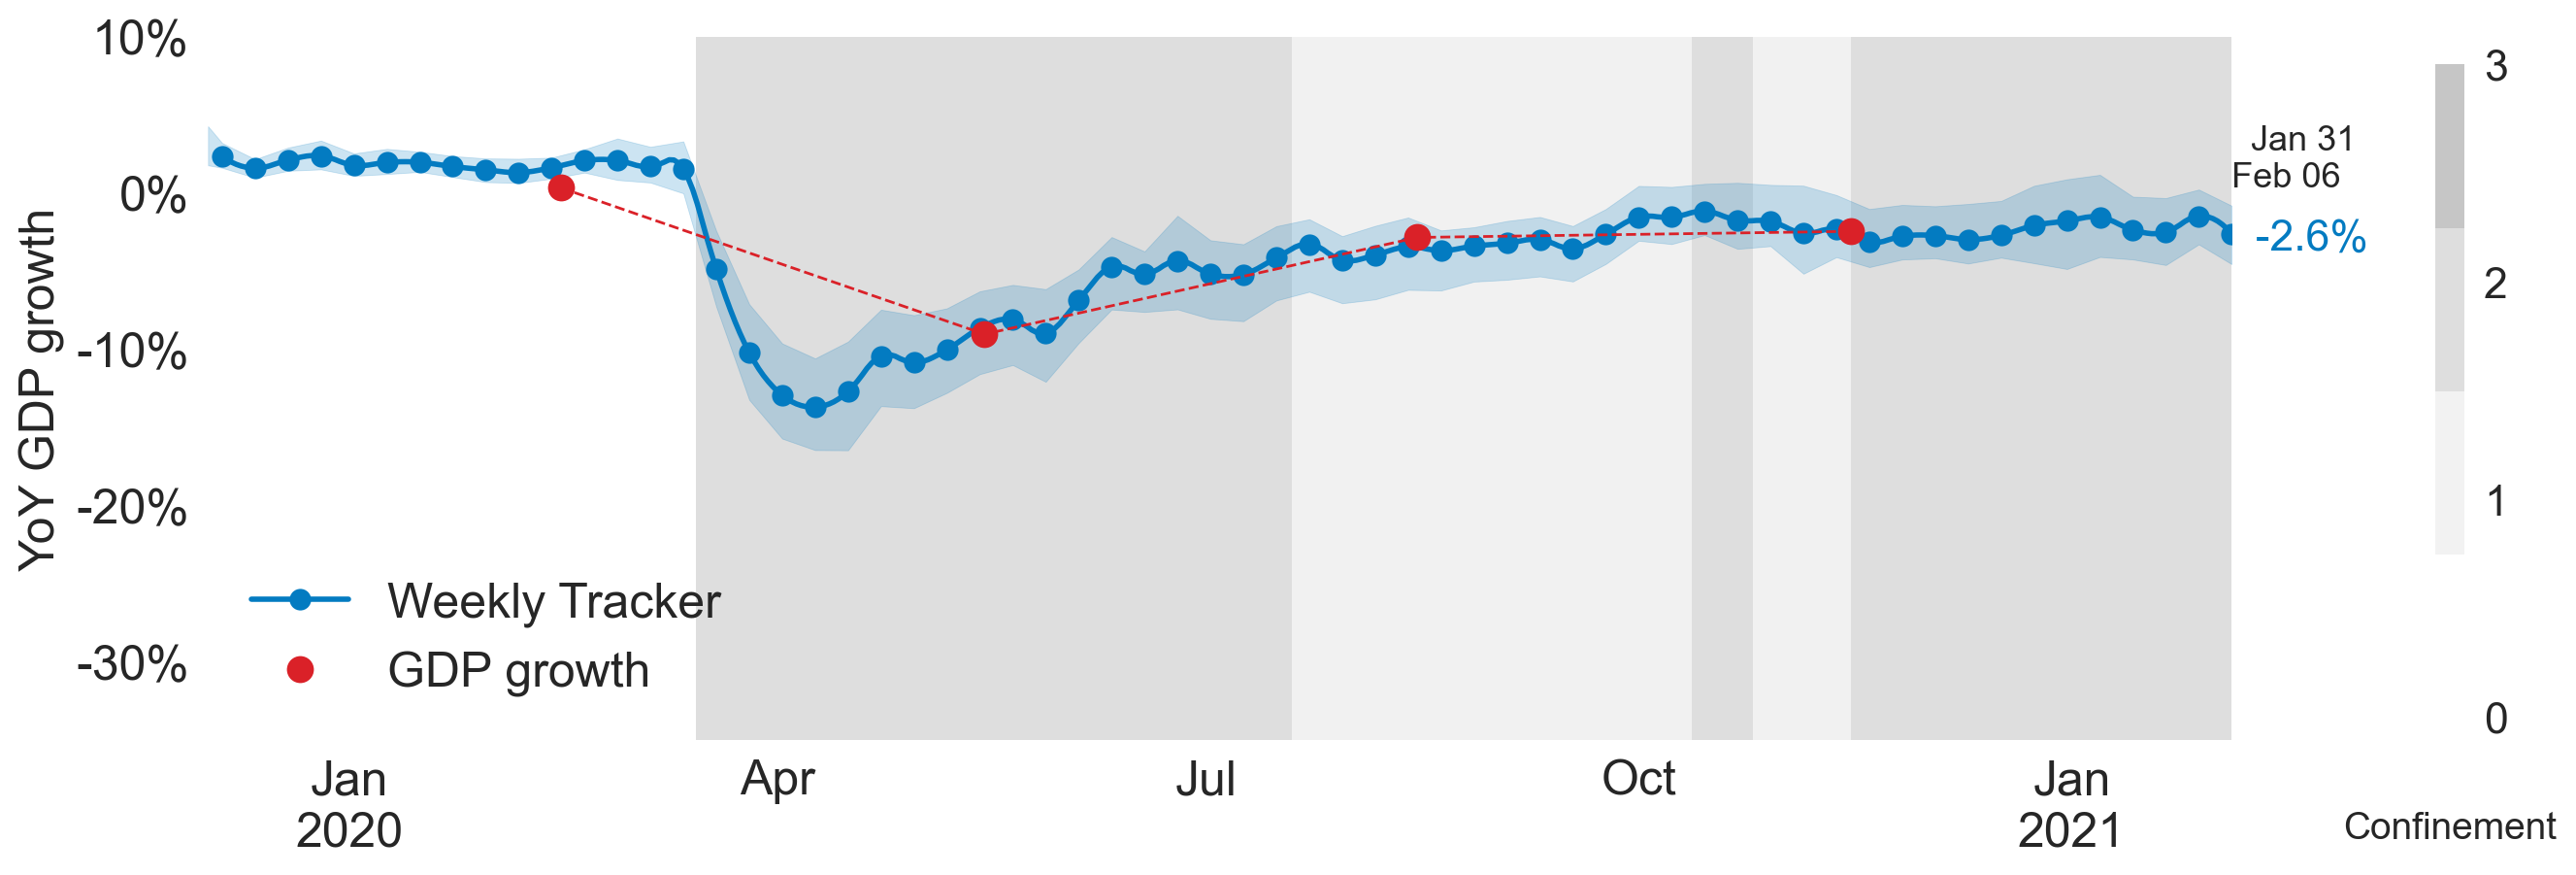 YoY GDP growth
10%
0%
-10%
-20%
-30%
Weekly Tracker
GDP growth
Jan
2020
Apr
Jul
Oct
Jan
2021
Jan 31
Feb 06
-2.6%
3
2
1
0
Confinement